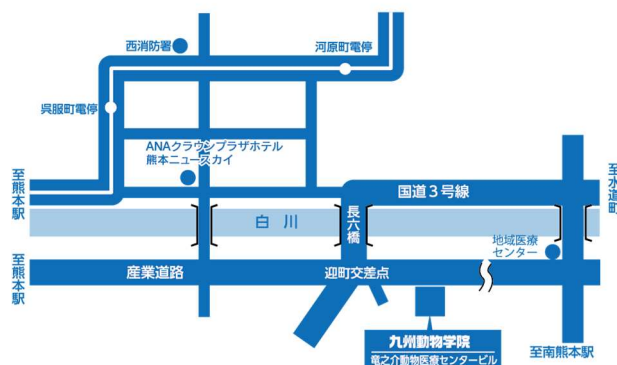 西消防署
河原町電停
呉服町電停
ANAクラウンプラザホテル
熊本ニュースカイ
至熊本駅
国道3号線
至水道町
白川
長六橋
地域医療
センター
至熊本駅
産業道路
迎町交差点
九州動物学院
竜之介動物医療センタービル
至南熊本駅